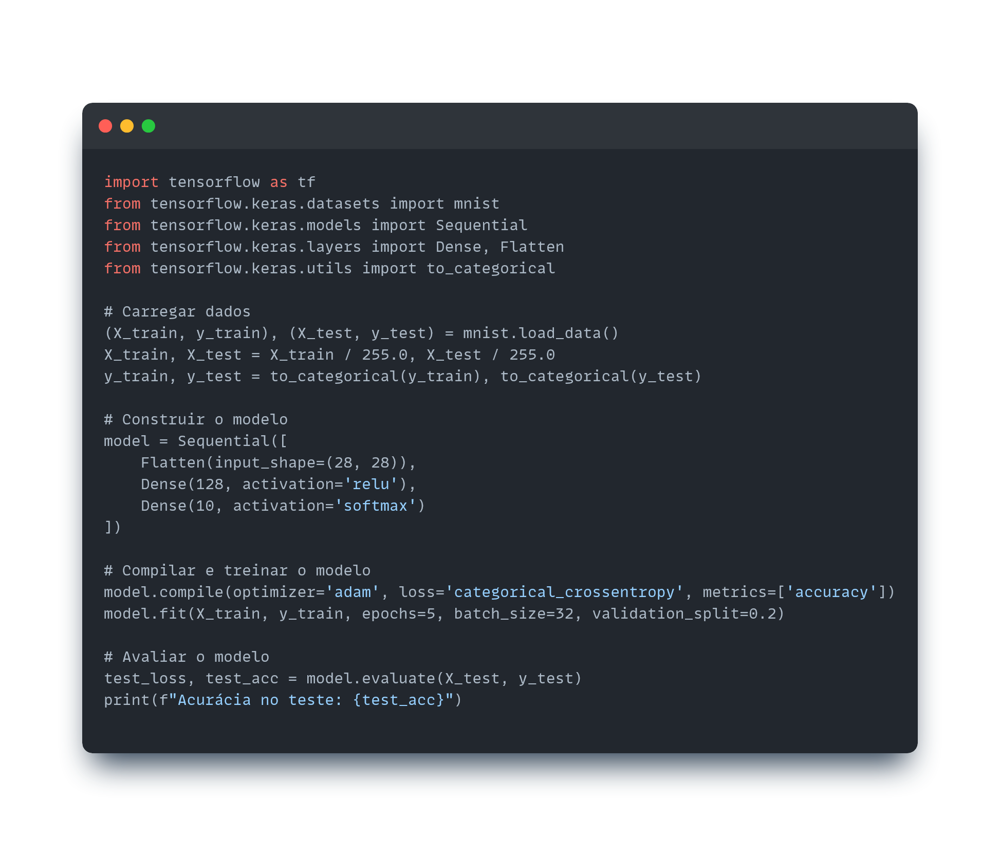 import tensorflow as tf
from tensorflow.keras.datasets import mnist
from tensorflow.keras.models import Sequential
from tensorflow.keras.layers import Dense, Flatten
from tensorflow.keras.utils import to_categorical

# Carregar dados
(X_train, y_train), (X_test, y_test) = mnist.load_data()
X_train, X_test = X_train / 255.0, X_test / 255.0
y_train, y_test = to_categorical(y_train), to_categorical(y_test)

# Construir o modelo
model = Sequential([
    Flatten(input_shape=(28, 28)),
    Dense(128, activation='relu'),
    Dense(10, activation='softmax')
])

# Compilar e treinar o modelo
model.compile(optimizer='adam', loss='categorical_crossentropy', metrics=['accuracy'])
model.fit(X_train, y_train, epochs=5, batch_size=32, validation_split=0.2)

# Avaliar o modelo
test_loss, test_acc = model.evaluate(X_test, y_test)
print(f"Acurácia no teste: {test_acc}")